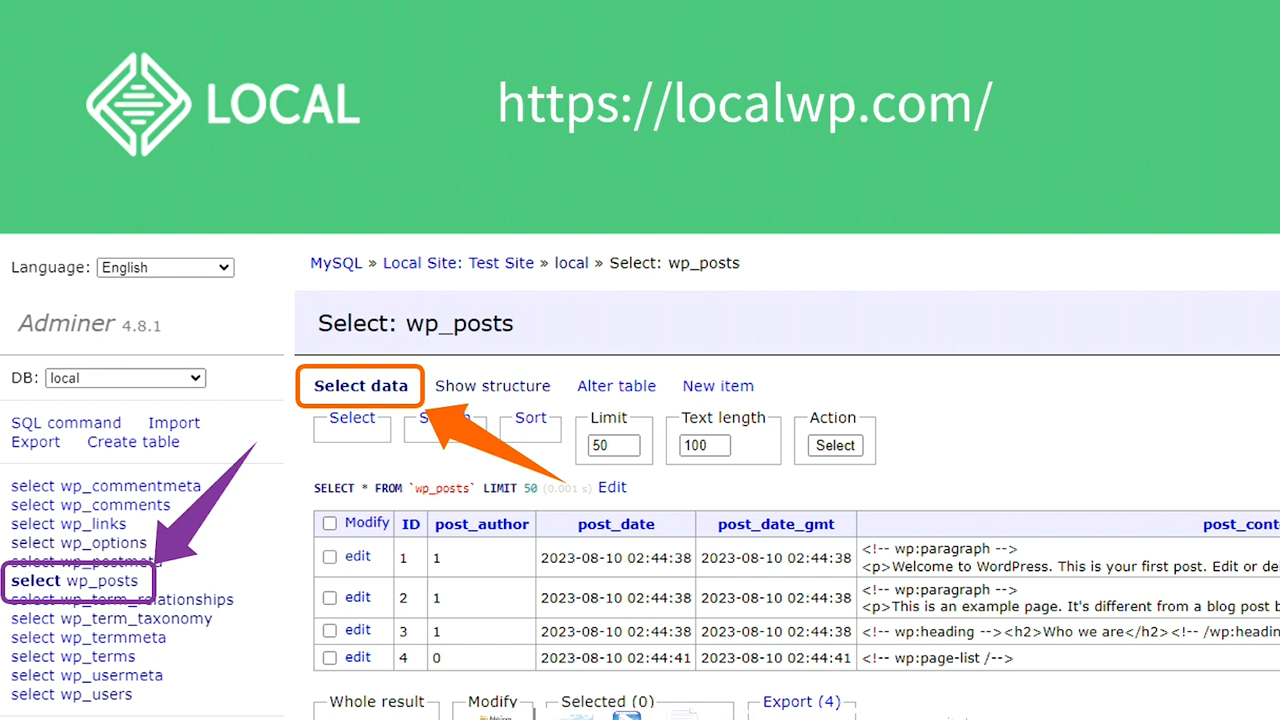 LOCAL https://localwp.com/
Language: English
MySQL » Local Site: Test Site » local » Select: wp_posts
Adminer 4.8.1
Select: wp_posts
DB: local
Select data Show structure Alter table New item
SQL command Import
Export Create table
Select Sort Limit Text length Action
50 100 Select
SELECT * FROM `wp_posts` LIMIT 50 (0.001 s) Edit
select wp_commentmeta
select wp_comments
select wp_links
select wp_options
select wp_postmeta
select wp_posts
select wp_term_relationships
select wp_term_taxonomy
select wp_termmeta
select wp_terms
select wp_usermeta
select wp_users
Modify ID post_author post_date post_date_gmt post_cont
edit 1 1 2023-08-10 02:44:38 2023-08-10 02:44:38 <!-- wp:paragraph -->
<p>Welcome to WordPress. This is your first post. Edit or de
edit 2 1 2023-08-10 02:44:38 2023-08-10 02:44:38 <!-- wp:paragraph -->
<p>This is an example page. It's different from a blog post b
edit 3 1 2023-08-10 02:44:38 2023-08-10 02:44:38 <!-- wp:heading --><h2>Who we are</h2><!-- /wp:headin
edit 4 0 2023-08-10 02:44:41 2023-08-10 02:44:41 <!-- wp:page-list /-->
Whole result Modify Selected (0) Export (4)